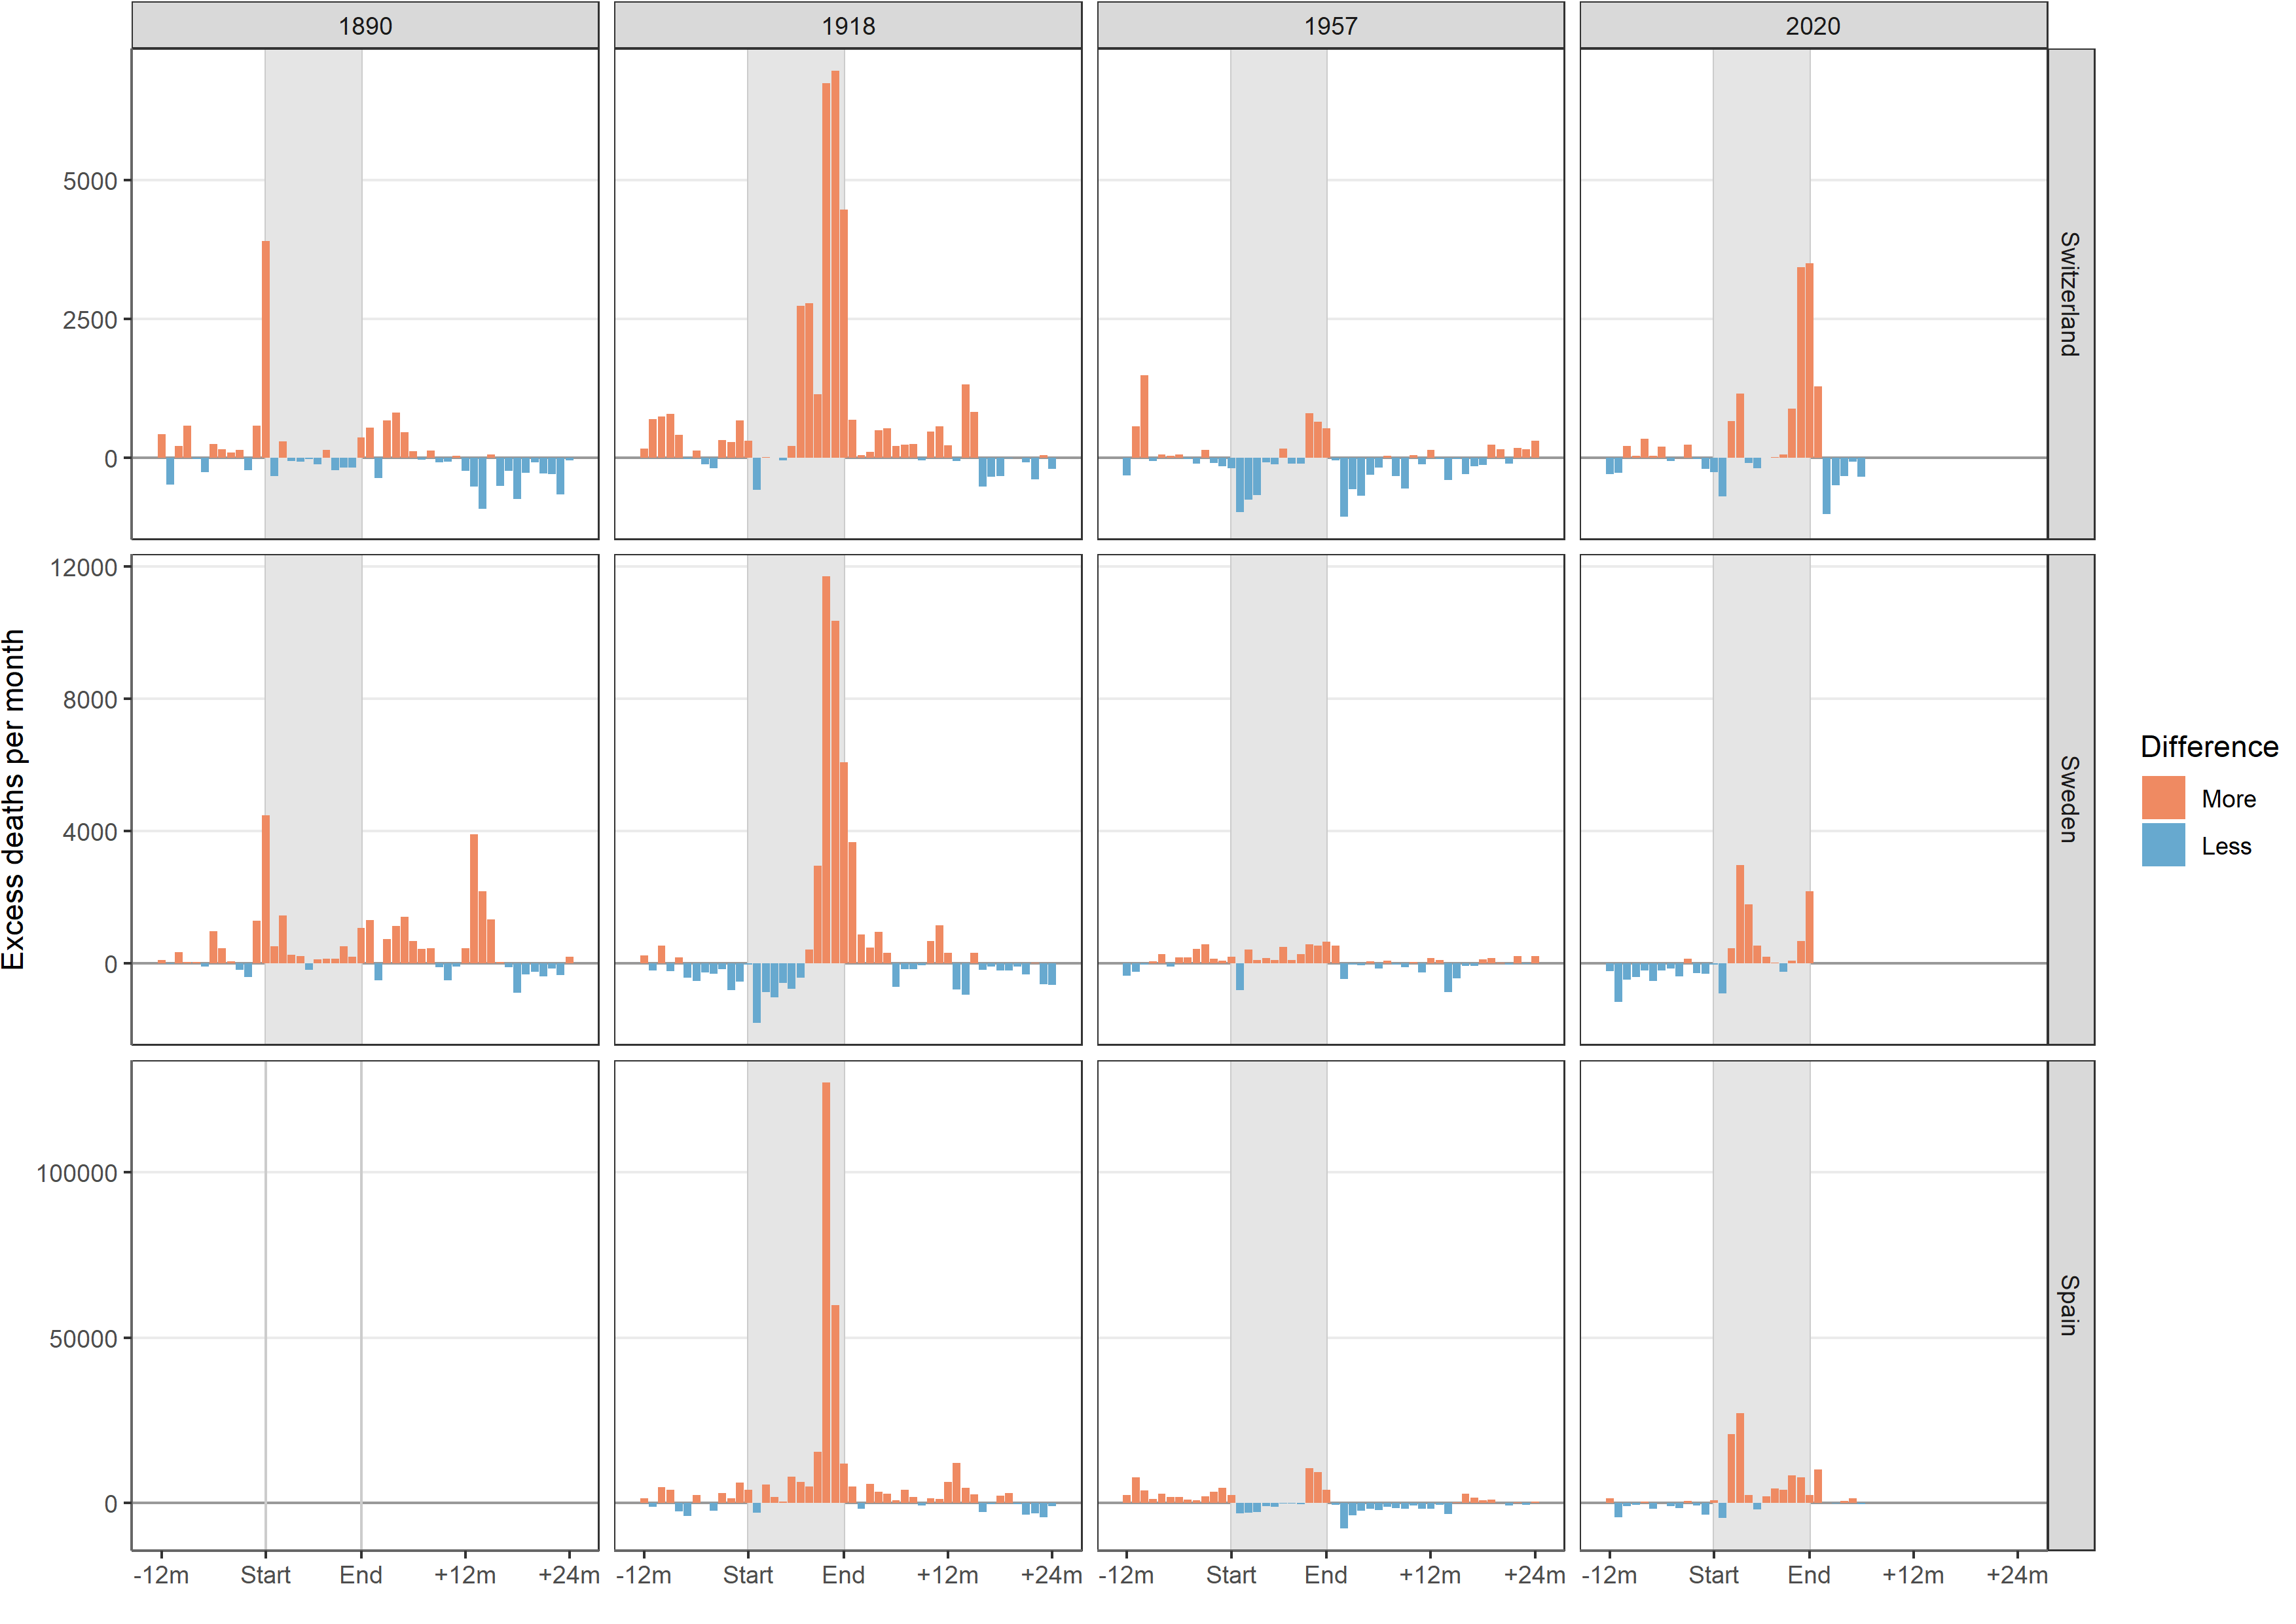 1890 1918 1957 2020
5000
2500
0
Switzerland
12000
8000
4000
0
Sweden
100000
50000
0
Spain
Excess deaths per month
-12m Start End +12m +24m -12m Start End +12m +24m -12m Start End +12m +24m -12m Start End +12m +24m
Difference
More
Less